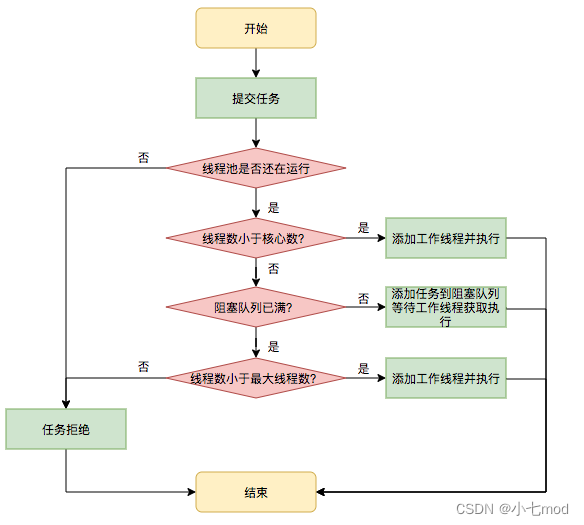 开始
提交任务
线程池是否还在运行
否
是
线程数小于核心数?
是
添加工作线程并执行
否
阻塞队列已满?
否
添加任务到阻塞队列
等待工作线程获取执
行
是
线程数小于最大线程数?
否
是
添加工作线程并执行
任务拒绝
结束
CSDN @小七mod